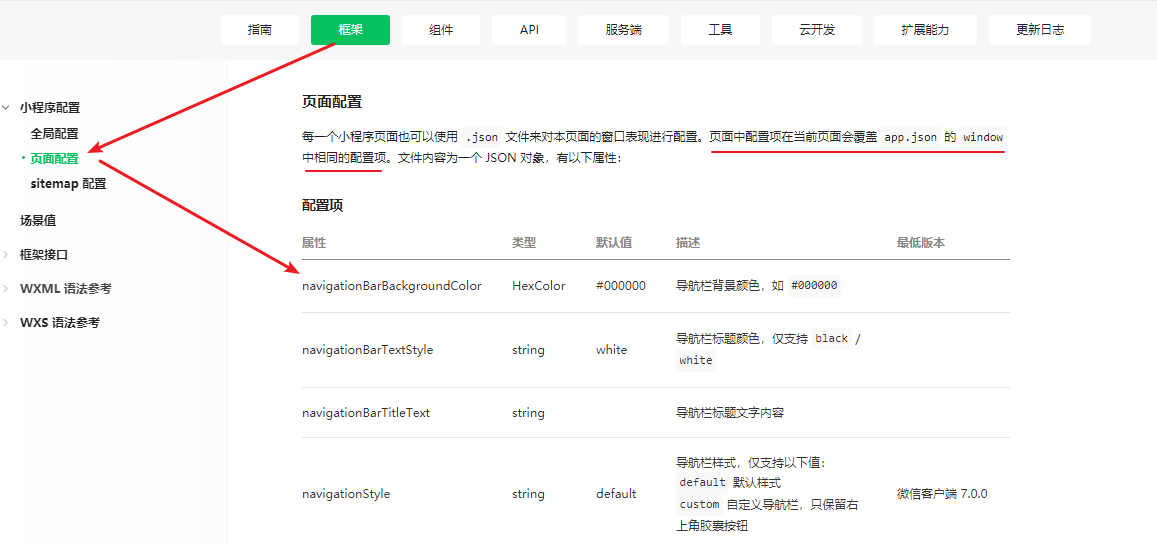 指南 框架 组件 API 服务端 工具 云开发 扩展能力 更新日志
小程序配置
全局配置
页面配置
sitemap 配置
场景值
框架接口
WXML 语法参考
WXS 语法参考
页面配置
每一个小程序页面也可以使用 .json 文件来对本页面的窗口表现进行配置。页面中配置项在当前页面会覆盖 app.json 的 window
中相同的配置项。文件内容为一个 JSON 对象，有以下属性：
配置项
属性 类型 默认值 描述 最低版本
navigationBarBackgroundColor HexColor #000000 导航栏背景颜色，如 #000000
navigationBarTextStyle string white 导航栏标题颜色，仅支持 black /
white
navigationBarTitleText string 导航栏标题文字内容
navigationStyle string default 导航栏样式，仅支持以下值：
default 默认样式
custom 自定义导航栏，只保留右
上角胶囊按钮
微信客户端 7.0.0